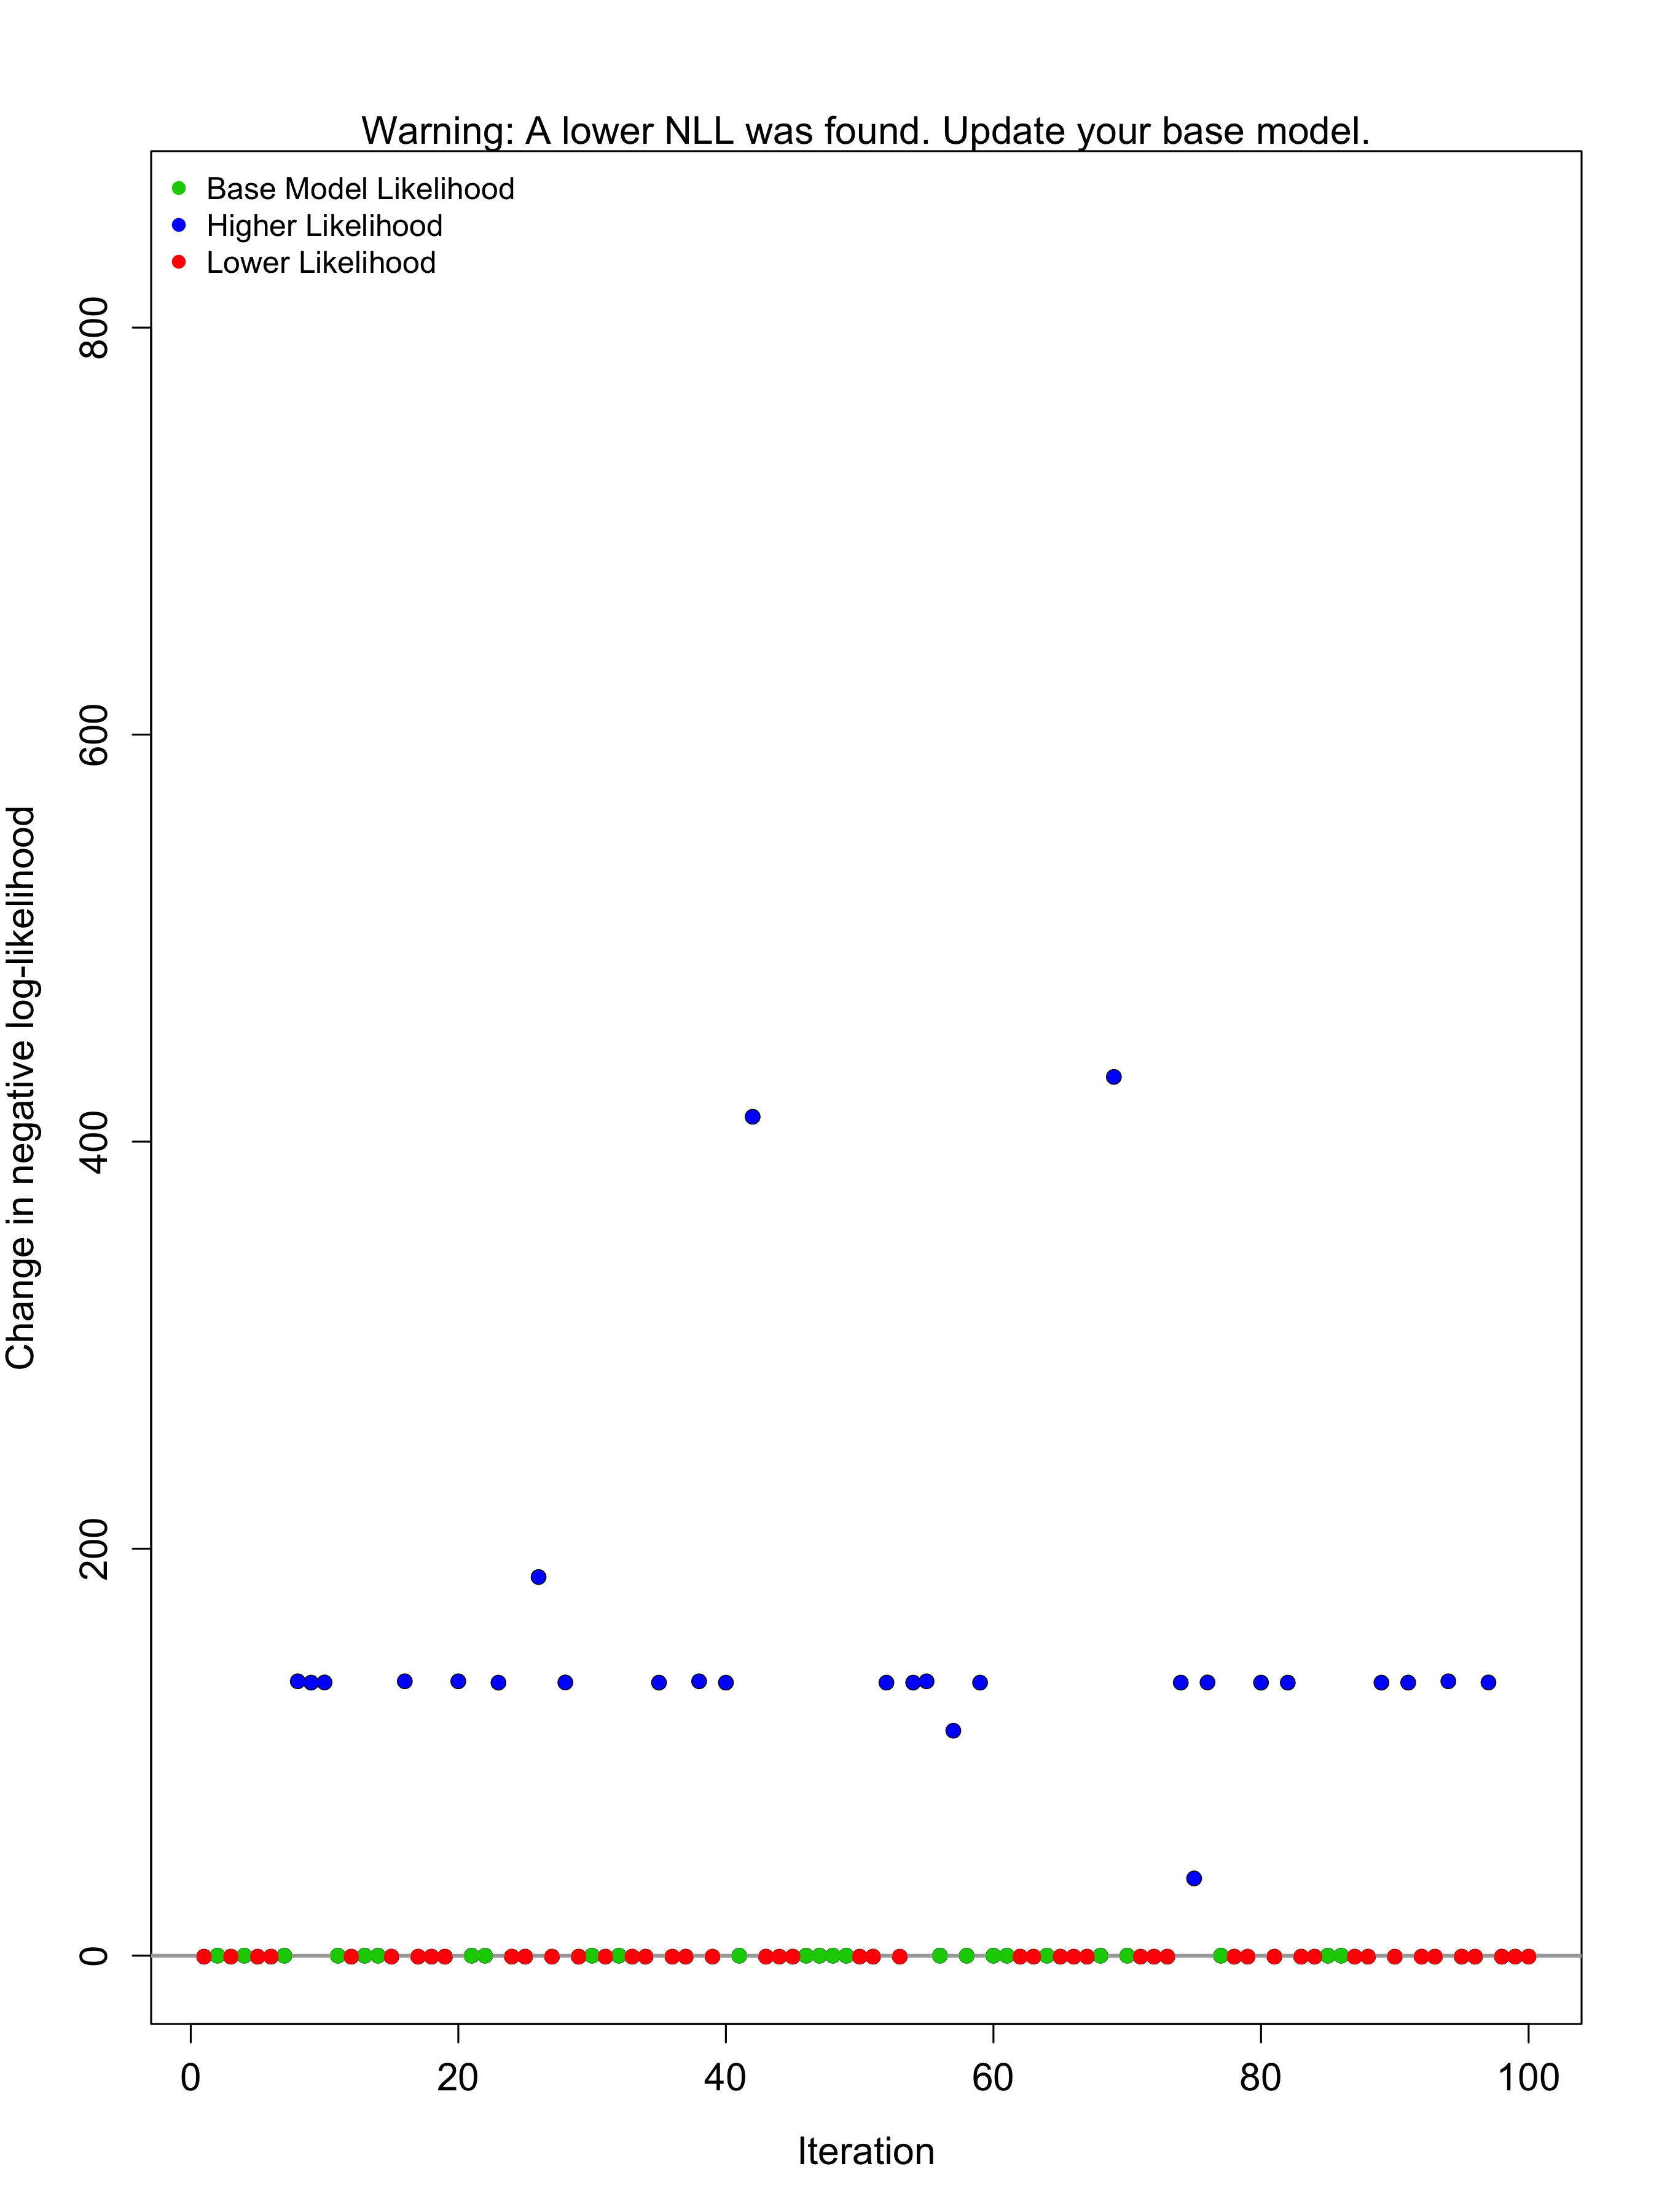 Warning: A lower NLL was found. Update your base model.
Base Model Likelihood
Higher Likelihood
Lower Likelihood
Change in negative log-likelihood
800
600
400
200
0
0 20 40 60 80 100
Iteration